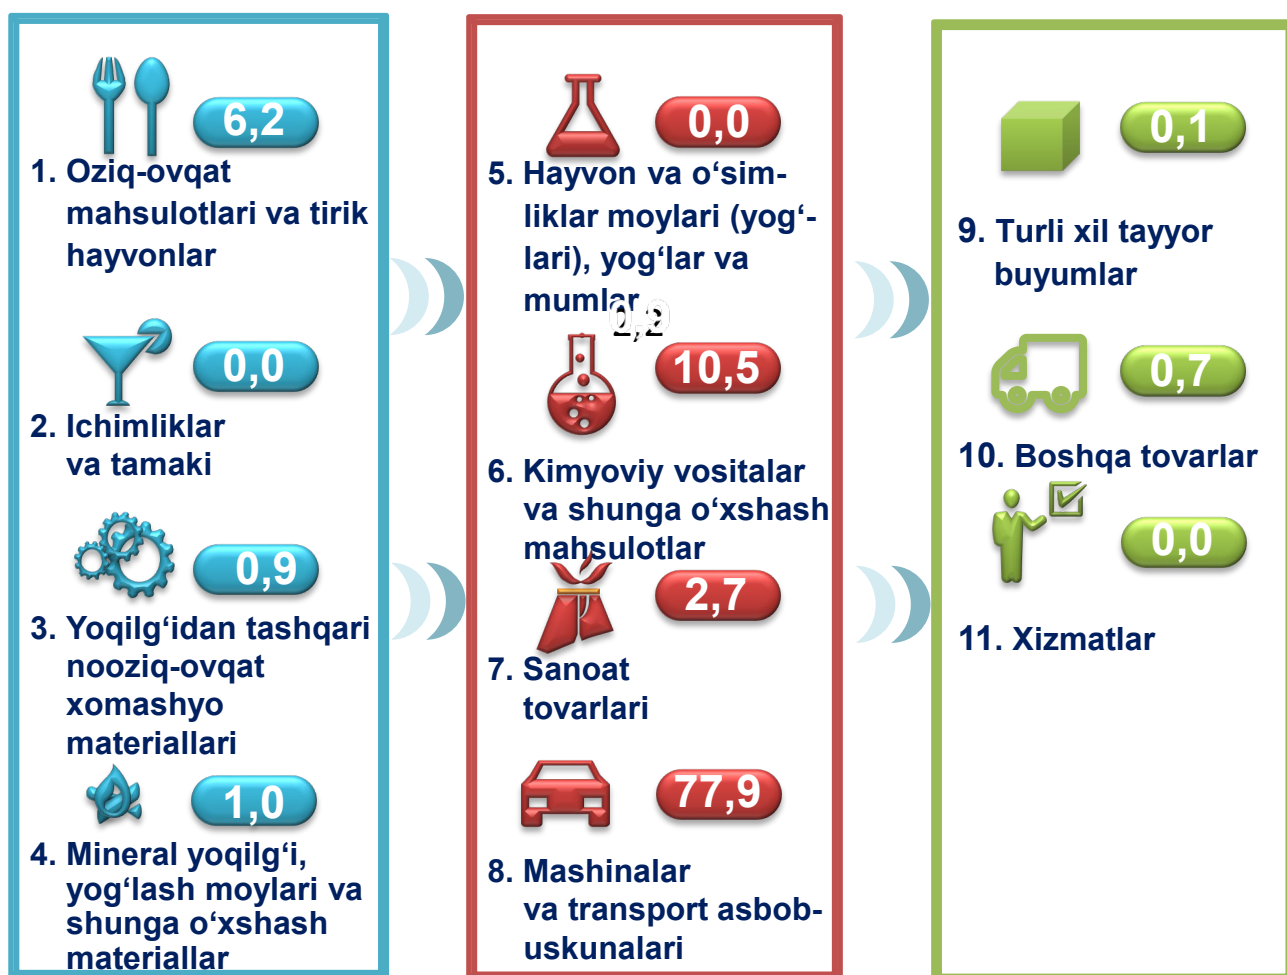 6,2
1. Oziq-ovqat
mahsulotlari va tirik
hayvonlar
0,0
2. Ichimliklar
va tamaki
0,9
3. Yoqilg‘idan tashqari
nooziq-ovqat
xomashyo
materiallari
1,0
4. Mineral yoqilg‘i,
yog‘lash moylari va
shunga o‘xshash
materiallar
0,0
5. Hayvon va o‘sim-
liklar moylari (yog‘-
lari), yog‘lar va
mumlar
10,5
6. Kimyoviy vositalar
va shunga o‘xshash
mahsulotlar
2,7
7. Sanoat
tovarlari
77,9
8. Mashinalar
va transport asbob-
uskunalari
0,1
9. Turli xil tayyor
buyumlar
0,7
10. Boshqa tovarlar
0,0
11. Xizmatlar